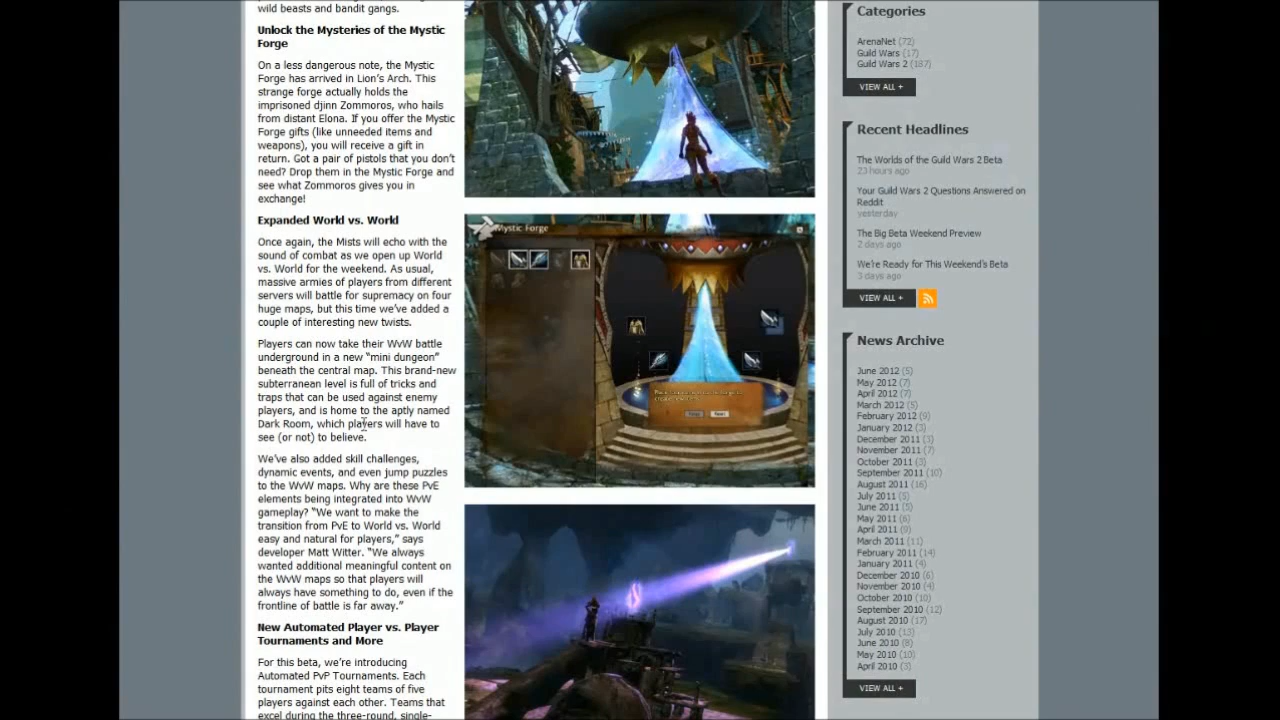 wild beasts and bandit gangs.
Unlock the Mysteries of the Mystic
Forge
On a less dangerous note, the Mystic
Forge has arrived in Lion's Arch. This
strange forge actually holds the
imprisoned djinn Zommoros, who hails
from distant Elona. If you offer the Mystic
Forge gifts (like unneeded items and
weapons), you will receive a gift in
return. Got a pair of pistols that you don't
need? Drop them in the Mystic Forge and
see what Zommoros gives you in
exchange!
Expanded World vs. World
Once again, the Mists will echo with the
sound of combat as we open up World
vs. World for the weekend. As usual,
massive armies of players from different
servers will battle for supremacy on four
huge maps, but this time we've added a
couple of interesting new twists.
Players can now take their WvW battle
underground in a new "mini dungeon"
beneath the central map. This brand-new
subterranean level is full of tricks and
traps that can be used against enemy
players, and is home to the aptly named
Dark Room, which players will have to
see (or not) to believe.
We've also added skill challenges,
dynamic events, and even jump puzzles
to the WvW maps. Why are these PvE
elements being integrated into WvW
gameplay? "We want to make the
transition from PvE to World vs. World
easy and natural for players," says
developer Matt Witter. "We always
wanted additional meaningful content on
the WvW maps so that players will
always have something to do, even if the
frontline of battle is far away."
New Automated Player vs. Player
Tournaments and More
For this beta, we're introducing
Automated PvP Tournaments. Each
tournament pits eight teams of five
players against each other. Teams that
excel during the three-round, single-
Mystic Forge
Categories
ArenaNet (72)
Guild Wars (17)
Guild Wars 2 (187)
VIEW ALL +
Recent Headlines
The Worlds of the Guild Wars 2 Beta
23 hours ago
Your Guild Wars 2 Questions Answered on
Reddit
yesterday
The Big Beta Weekend Preview
2 days ago
We're Ready for This Weekend's Beta
3 days ago
VIEW ALL +
News Archive
June 2012 (5)
May 2012 (7)
April 2012 (7)
March 2012 (5)
February 2012 (9)
January 2012 (3)
December 2011 (3)
November 2011 (7)
October 2011 (3)
September 2011 (10)
August 2011 (16)
July 2011 (5)
June 2011 (5)
May 2011 (6)
April 2011 (9)
March 2011 (11)
February 2011 (14)
January 2011 (4)
December 2010 (6)
November 2010 (4)
October 2010 (10)
September 2010 (12)
August 2010 (17)
July 2010 (13)
June 2010 (8)
May 2010 (10)
April 2010 (3)
VIEW ALL +